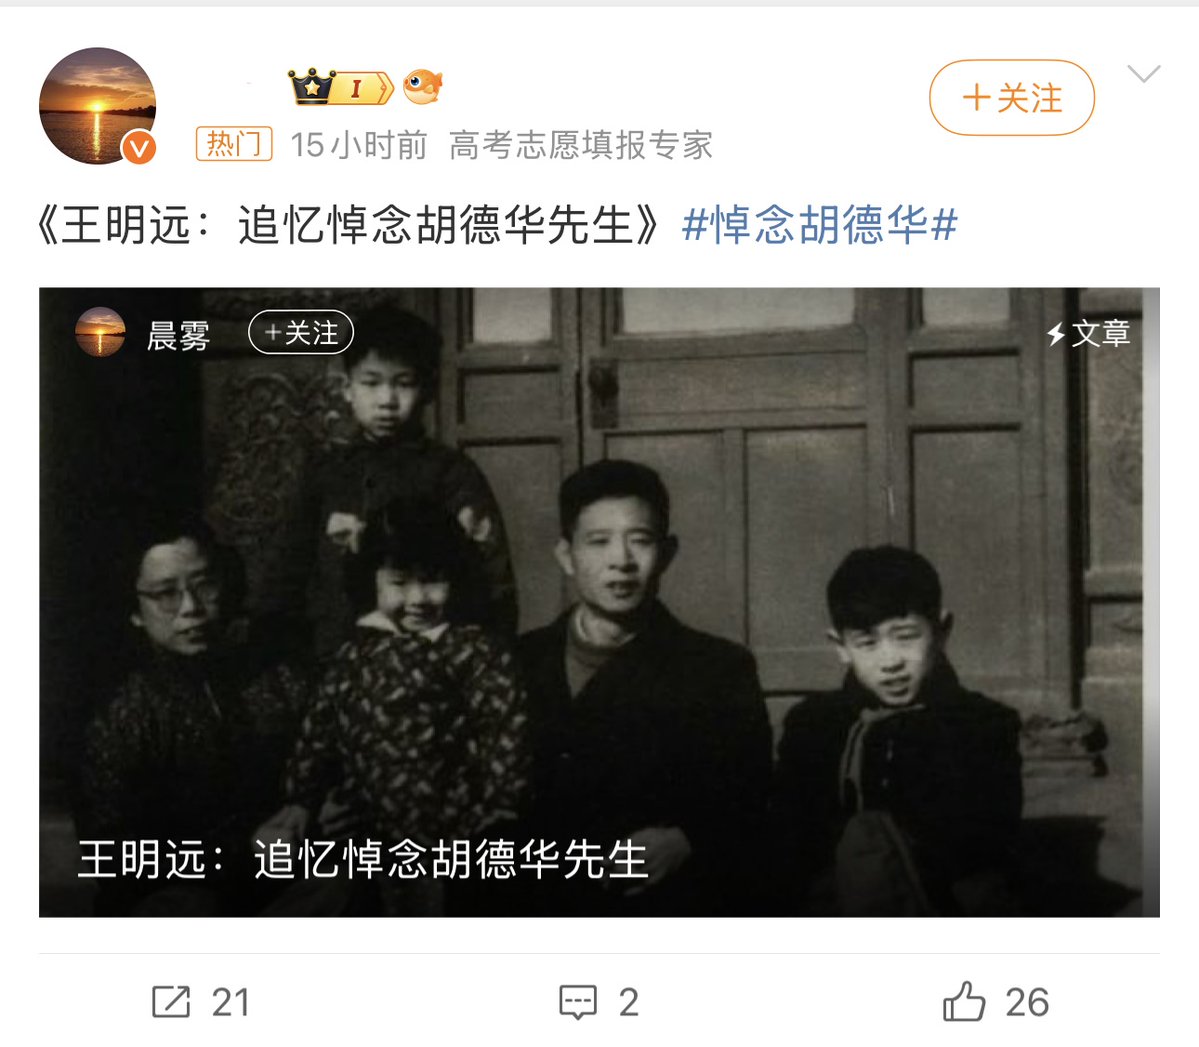 I
+关注
热门 15小时前 高考志愿填报专家
《王明远：追忆悼念胡德华先生》#悼念胡德华#
晨雾 +关注 文章
王明远：追忆悼念胡德华先生
21 2 26